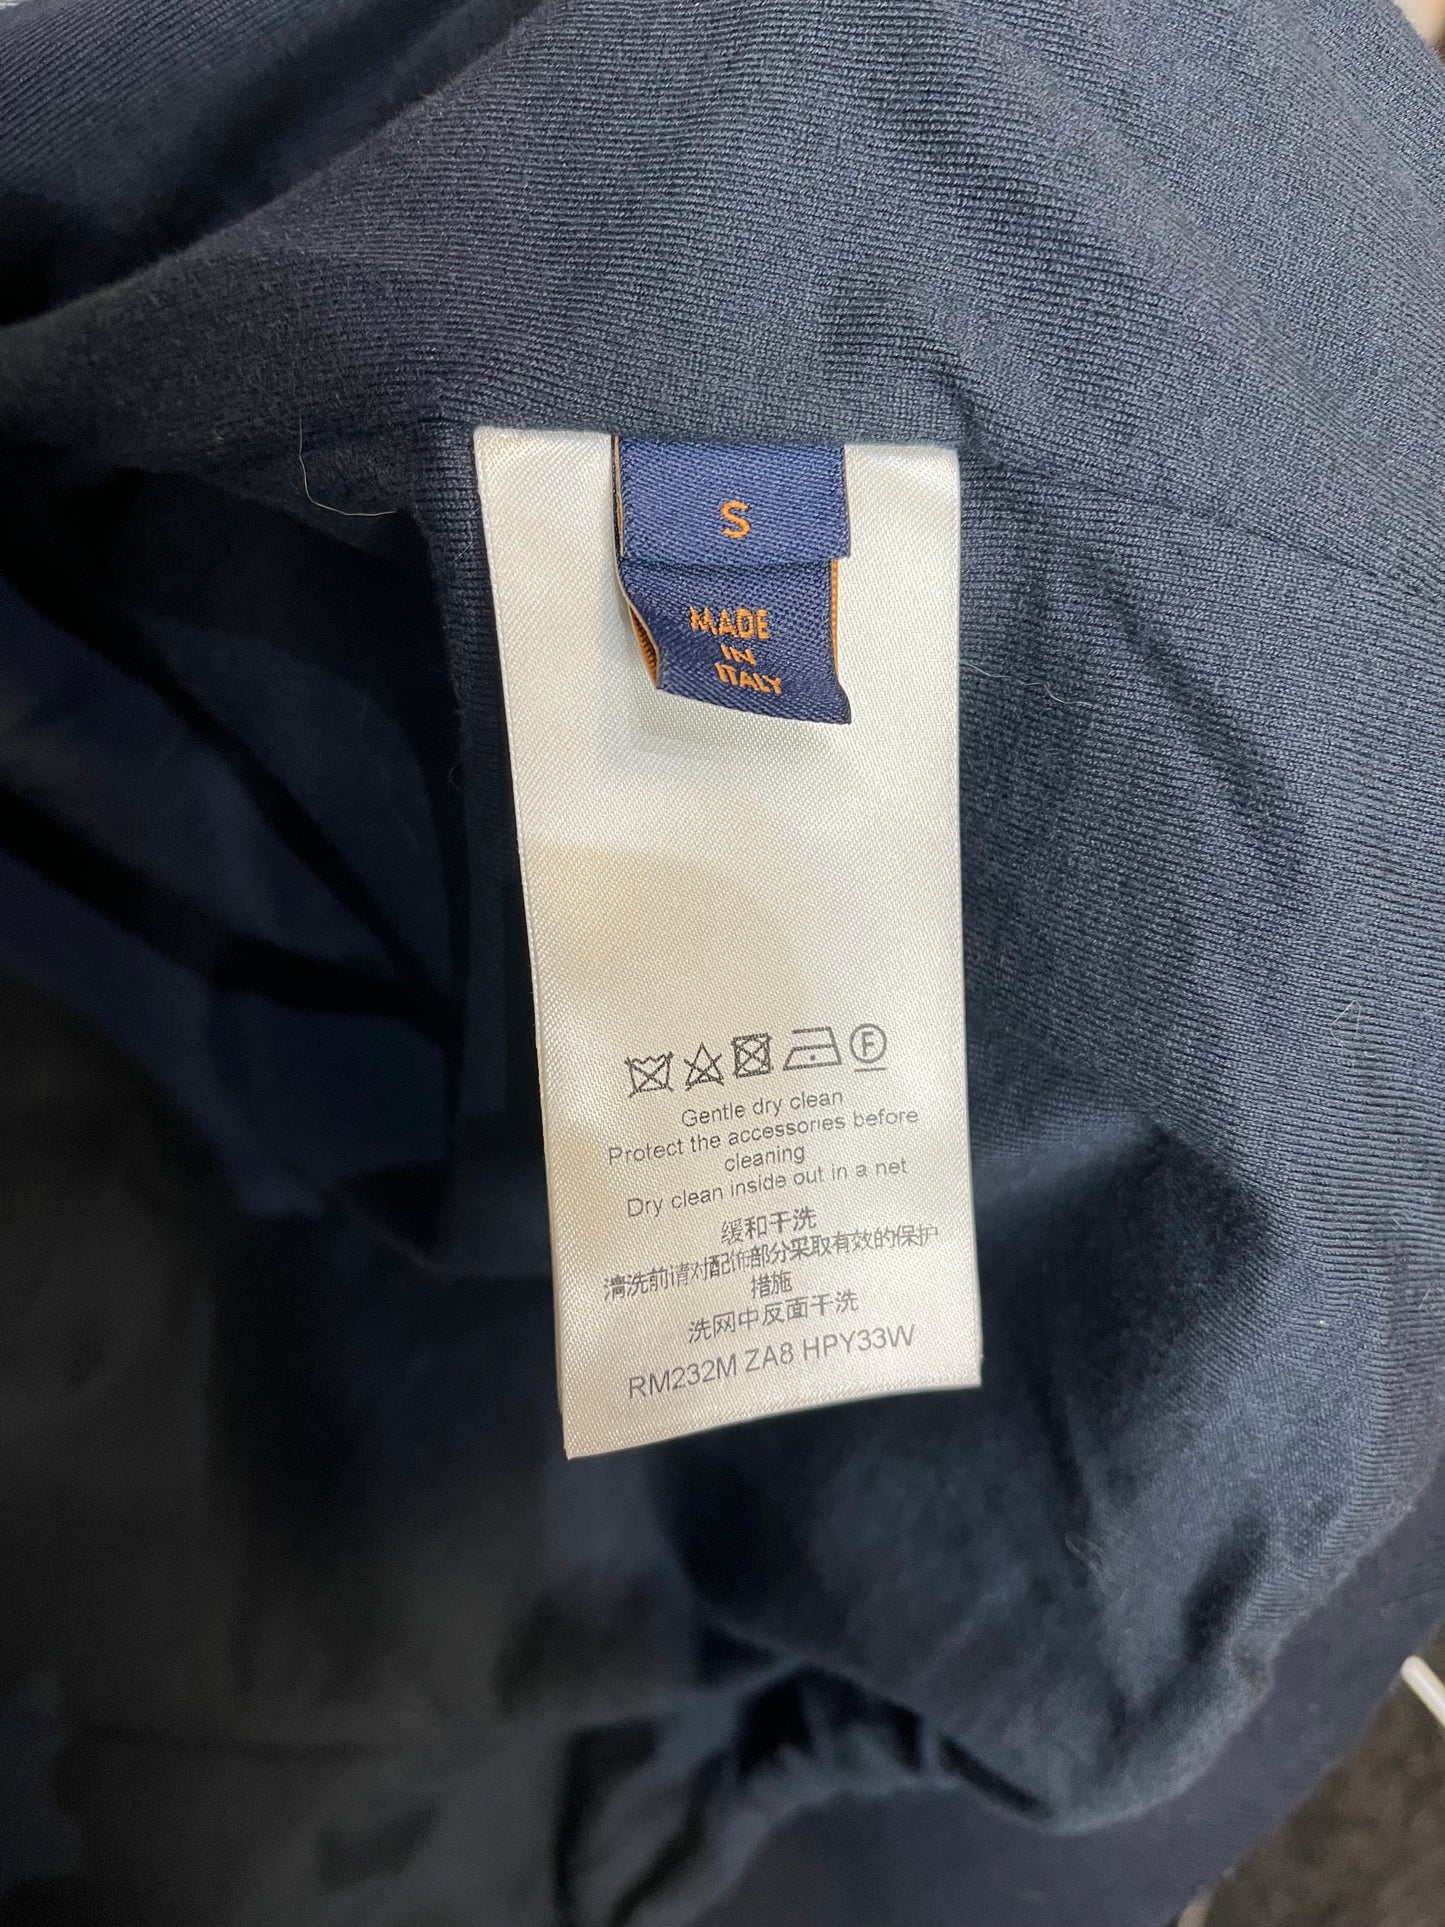 S
MADE
IN
ITALY
F
Gentle dry clean
Protect the accessories before
cleaning
Dry clean inside out in a net
缓和干洗
清洗前请对配饰部分采取有效的保护
措施
洗网中反面干洗
RM232M ZA8 HPY33W